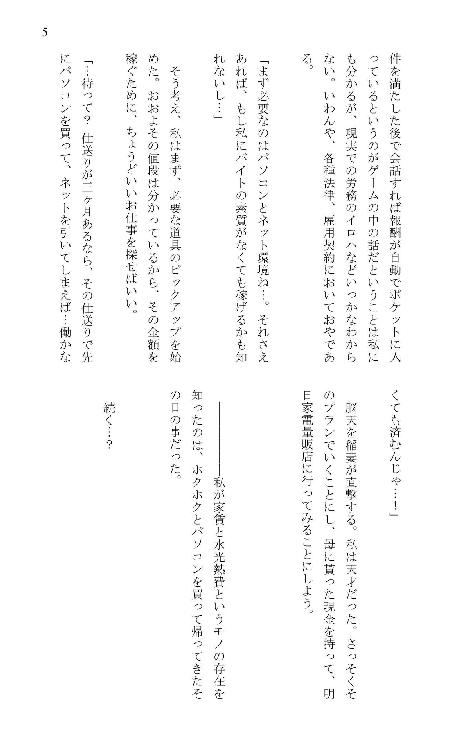 5
件を満たした後で会話すれば報酬が自動でポケットに入
っているというのがゲームの中の話だということは私に
も分かるが、現実での労務のイロハなどいっかなわから
ない。いわんや、各種法律、雇用契約においておやであ
る。
「まず必要なのはパソコンとネット環境ね…。それさえ
あれば、もし私にバイトの素質がなくても稼げるかも知
れないし…」
そう考え、私はまず、必要な道具のピックアップを始
めた。おおよその値段は分かっているから、その金額を
稼ぐために、ちょうどいいお仕事を探せばいい。
「…待って？　仕送りが二ヶ月あるなら、その仕送りで先
にパソコンを買って、ネットを引いてしまえば…働かな
くても済むんじゃ…！」
脳天を稲妻が直撃する。私は天才だった。さっそくそ
のプランでいくことにし、母に貰った現金を持って、明
日家電量販店に行ってみることにしよう。
――――――私が家賃と水光熱費というモノの存在を
知ったのは、ホクホクとパソコンを買って帰ってきたそ
の日の事だった。
続く…？